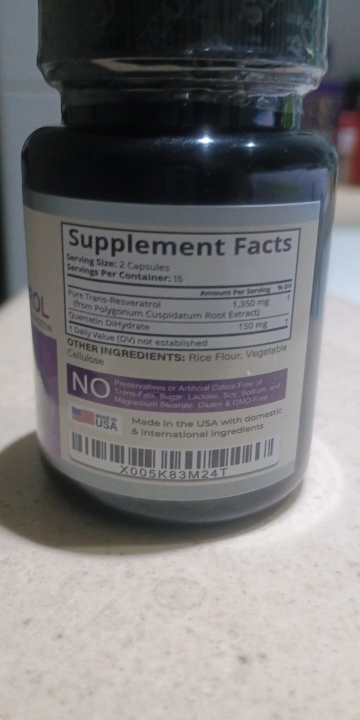 Supplement Facts
Serving Size: 2 Capsules
Servings Per Container: 15
Amount Per Serving % DV
Pure Trans-Resveratrol 1,350 mg †
(from Polygonum Cuspidatum Root Extract)
Quercetin DiHydrate 150 mg †
† Daily Value (DV) not established
OTHER INGREDIENTS: Rice Flour, Vegetable
Cellulose
NO Preservatives or Artificial Colors Free of
Trans-Fats, Sugar, Lactose, Soy, Sodium, and
Magnesium Stearate. Gluten & GMO Free
MADE IN
USA
Made in the USA with domestic
& international ingredients
X005K83M24T
OL